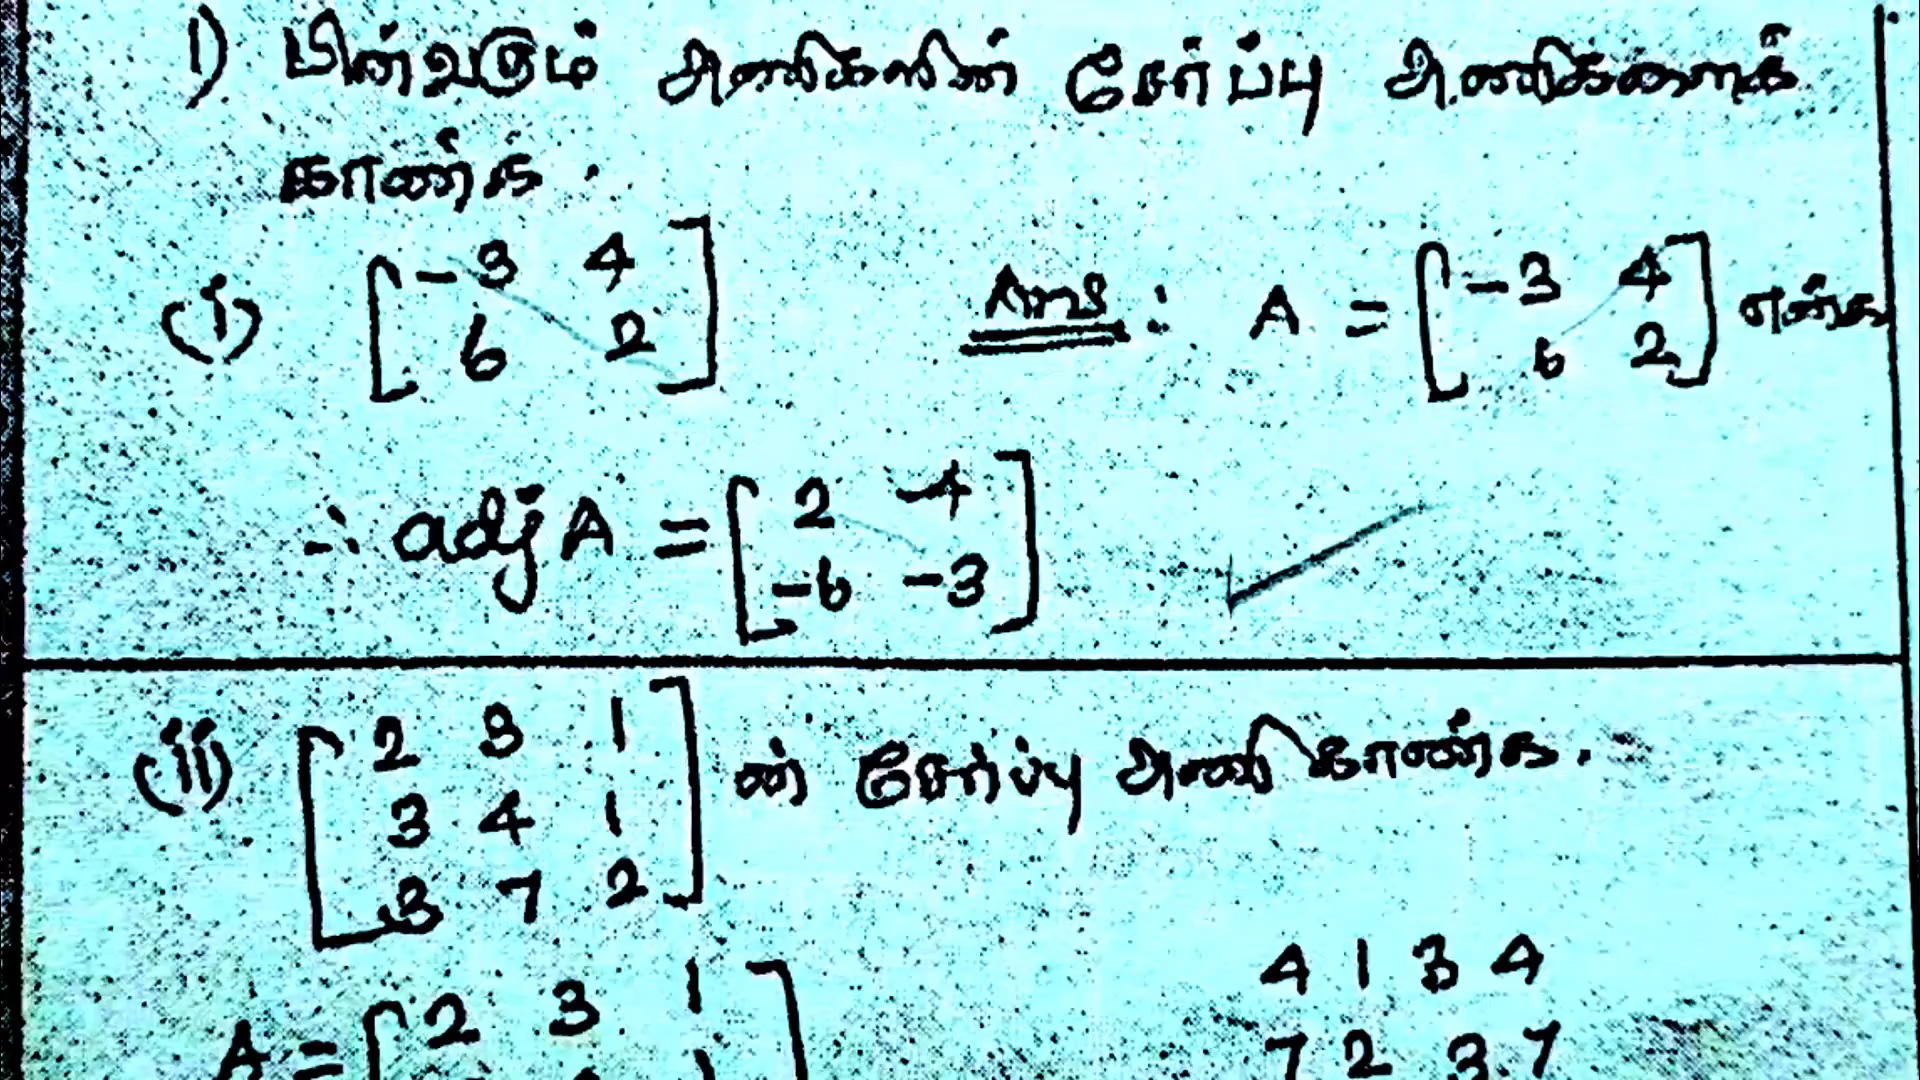 1) பின்வரும் அணிகளின் சேர்ப்பு அணிகளைக்
காண்க.
(i) [-3 4
6 2] Ans: A = [-3 4
6 2] என்க
∴ adj A = [2 -4
-6 -3]
(ii) [2 3 1
3 4 1
3 7 2] ன் சேர்ப்பு அணி காண்க.
4 1 3 4
A = [2 3 1
7 2 3 7